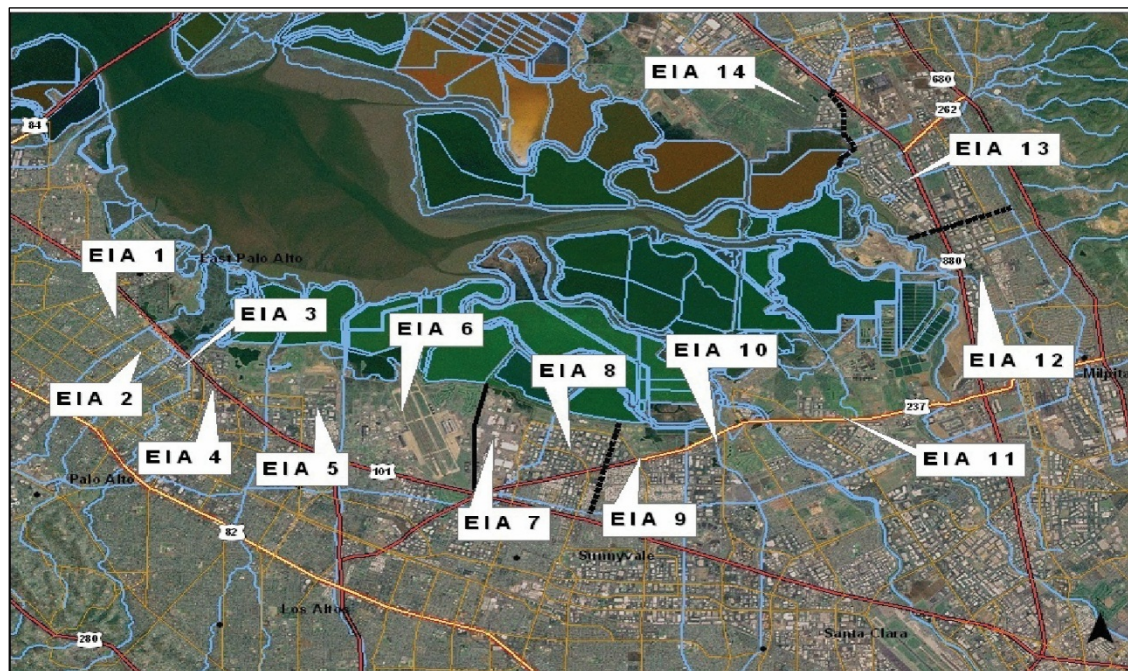 EIA 14
680
262
84
EIA 13
EIA 1
East Palo Alto
880
EIA 3
EIA 6
EIA 10
EIA 8
EIA 12
Milpita
EIA 2
237
EIA 4
EIA 5
101
EIA 11
Palo Alto
EIA 7
EIA 9
82
Sunnyvale
Los Altos
Santa Clara
280